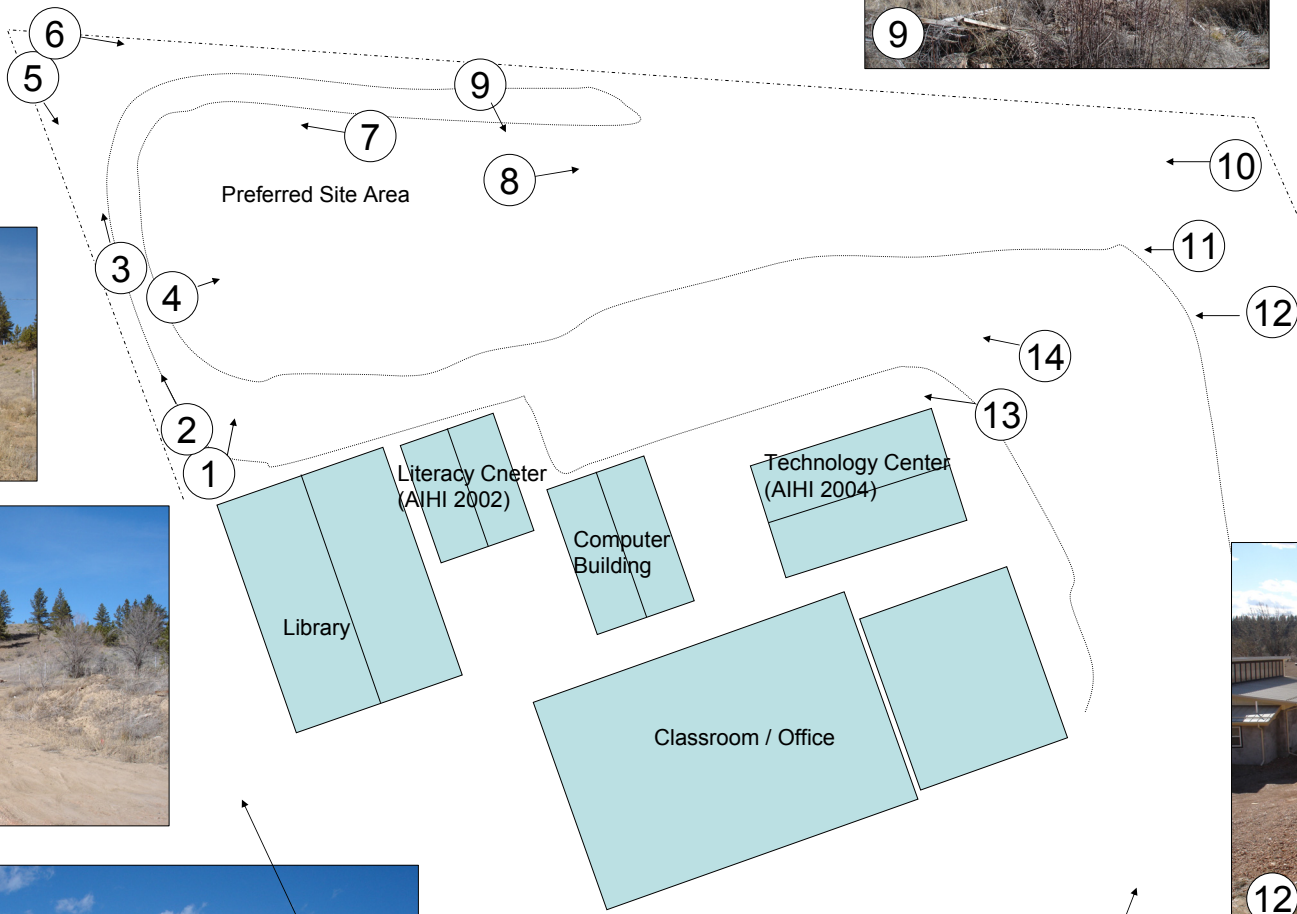 6
9
5
9
7
10
8
Preferred Site Area
11
3
4
12
14
2
13
1
Literacy Cneter
(AIHI 2002)
Technology Center
(AIHI 2004)
Computer
Building
Library
Classroom / Office
12